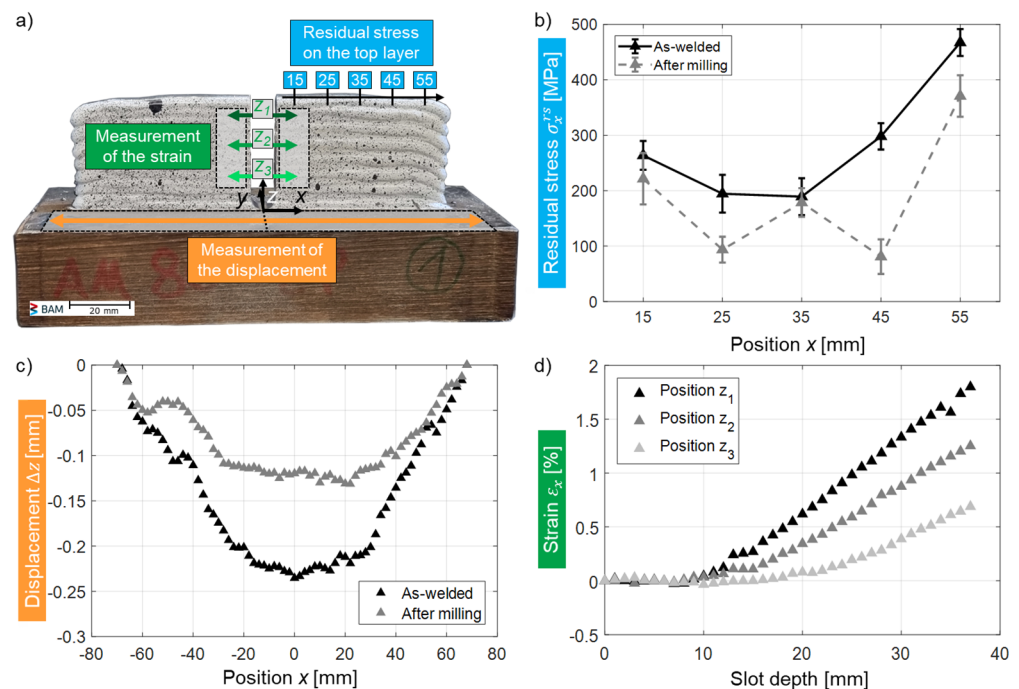 a)
Residual stress
on the top layer
15 25 35 45 55
Measurement
of the strain
z1
z2
z3
y z x
Measurement of
the displacement
AM 8
1
BAM
20 mm
b)
Residual stress σxrs [MPa]
500
400
300
200
100
0
As-welded
After milling
15 25 35 45 55
Position x [mm]
c)
Displacement Δz [mm]
0
-0.05
-0.1
-0.15
-0.2
-0.25
-0.3
As-welded
After milling
-80 -60 -40 -20 0 20 40 60 80
Position x [mm]
d)
Strain εx [%]
2
1.5
1
0.5
0
-0.5
Position z1
Position z2
Position z3
0 10 20 30 40
Slot depth [mm]